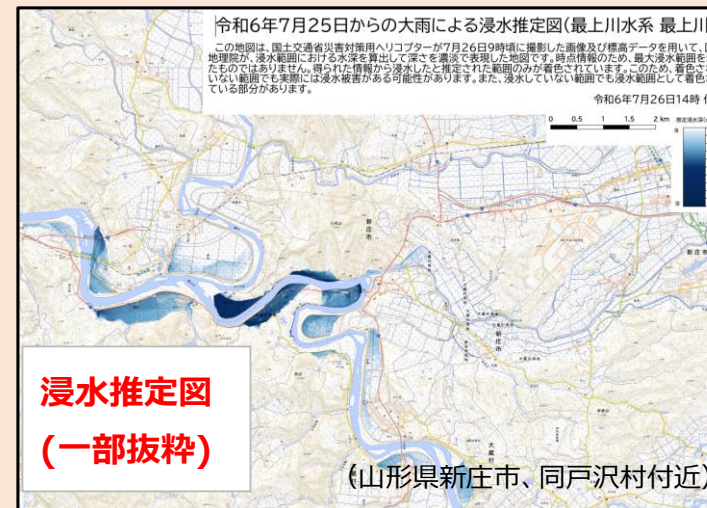 令和6年7月25日からの大雨による浸水推定図(最上川水系 最上川
この地図は、国土交通省災害対策用ヘリコプターが7月26日9時頃に撮影した画像及び標高データを用いて、国
地理院が、浸水範囲における水深を算出して深さを濃淡で表現した地図です。時点情報のため、最大浸水範囲を
たものではありません。得られた情報から浸水したと推定された範囲のみが着色されています。このため、着色さ
いない範囲でも実際には浸水被害がある可能性があります。また、浸水していない範囲でも浸水範囲として着色
ている部分があります。
令和6年7月26日14時
0 0.5 1 1.5 2 km
浅
深
新庄市
新庄市
新庄市
大蔵村
浸水推定図
(一部抜粋)
(山形県新庄市、同戸沢村付近)